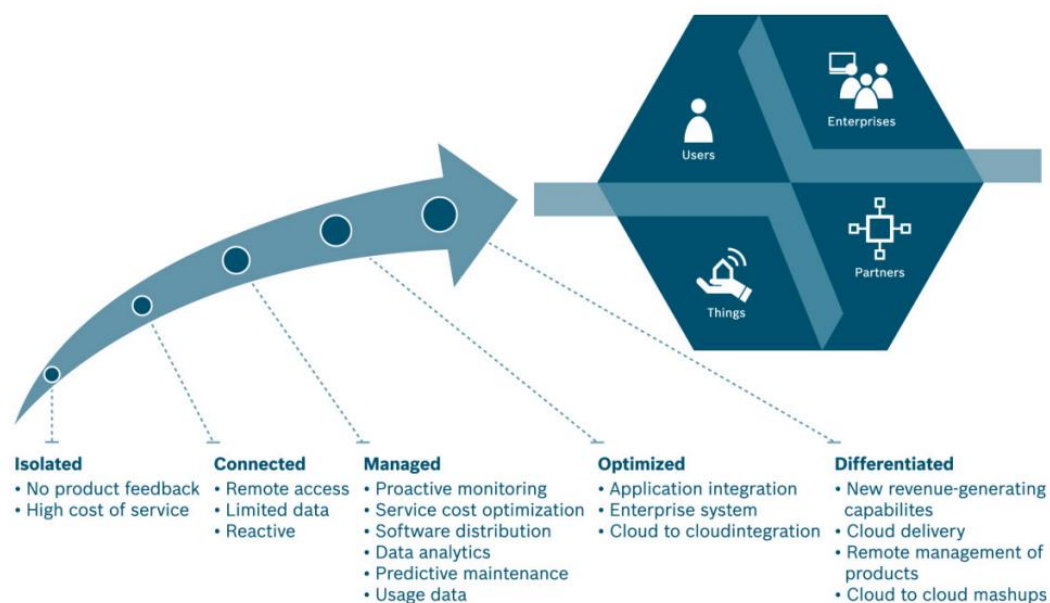 Enterprises
Users
Partners
Things
Isolated
• No product feedback
• High cost of service
Connected
• Remote access
• Limited data
• Reactive
Managed
• Proactive monitoring
• Service cost optimization
• Software distribution
• Data analytics
• Predictive maintenance
• Usage data
Optimized
• Application integration
• Enterprise system
• Cloud to cloudintegration
Differentiated
• New revenue-generating
capabilites
• Cloud delivery
• Remote management of
products
• Cloud to cloud mashups